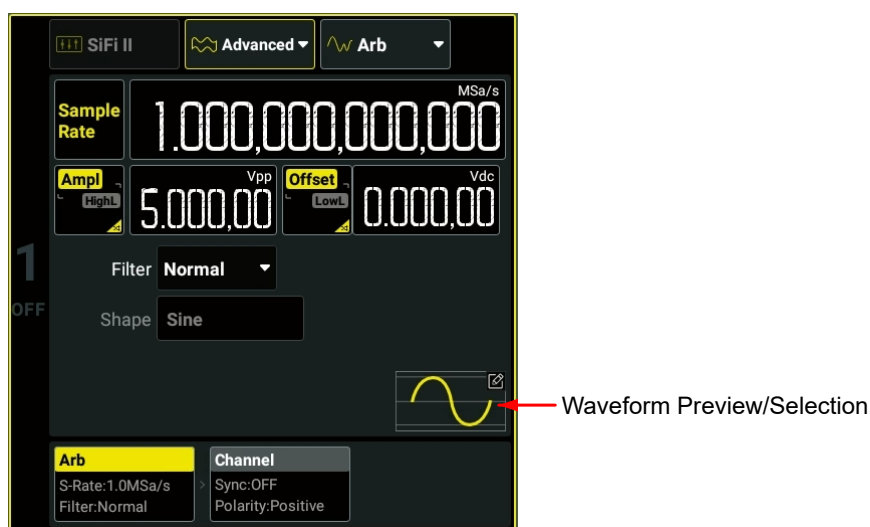 SiFi II
Advanced
Arb
Sample
Rate
1.000,000,000,000
MSa/s
Ampl
HighL
5.000,00
Vpp
Offset
LowL
0.000,00
Vdc
1
OFF
Filter
Normal
Shape
Sine
Waveform Preview/Selection
Arb
S-Rate:1.0MSa/s
Filter:Normal
>
Channel
Sync:OFF
Polarity:Positive